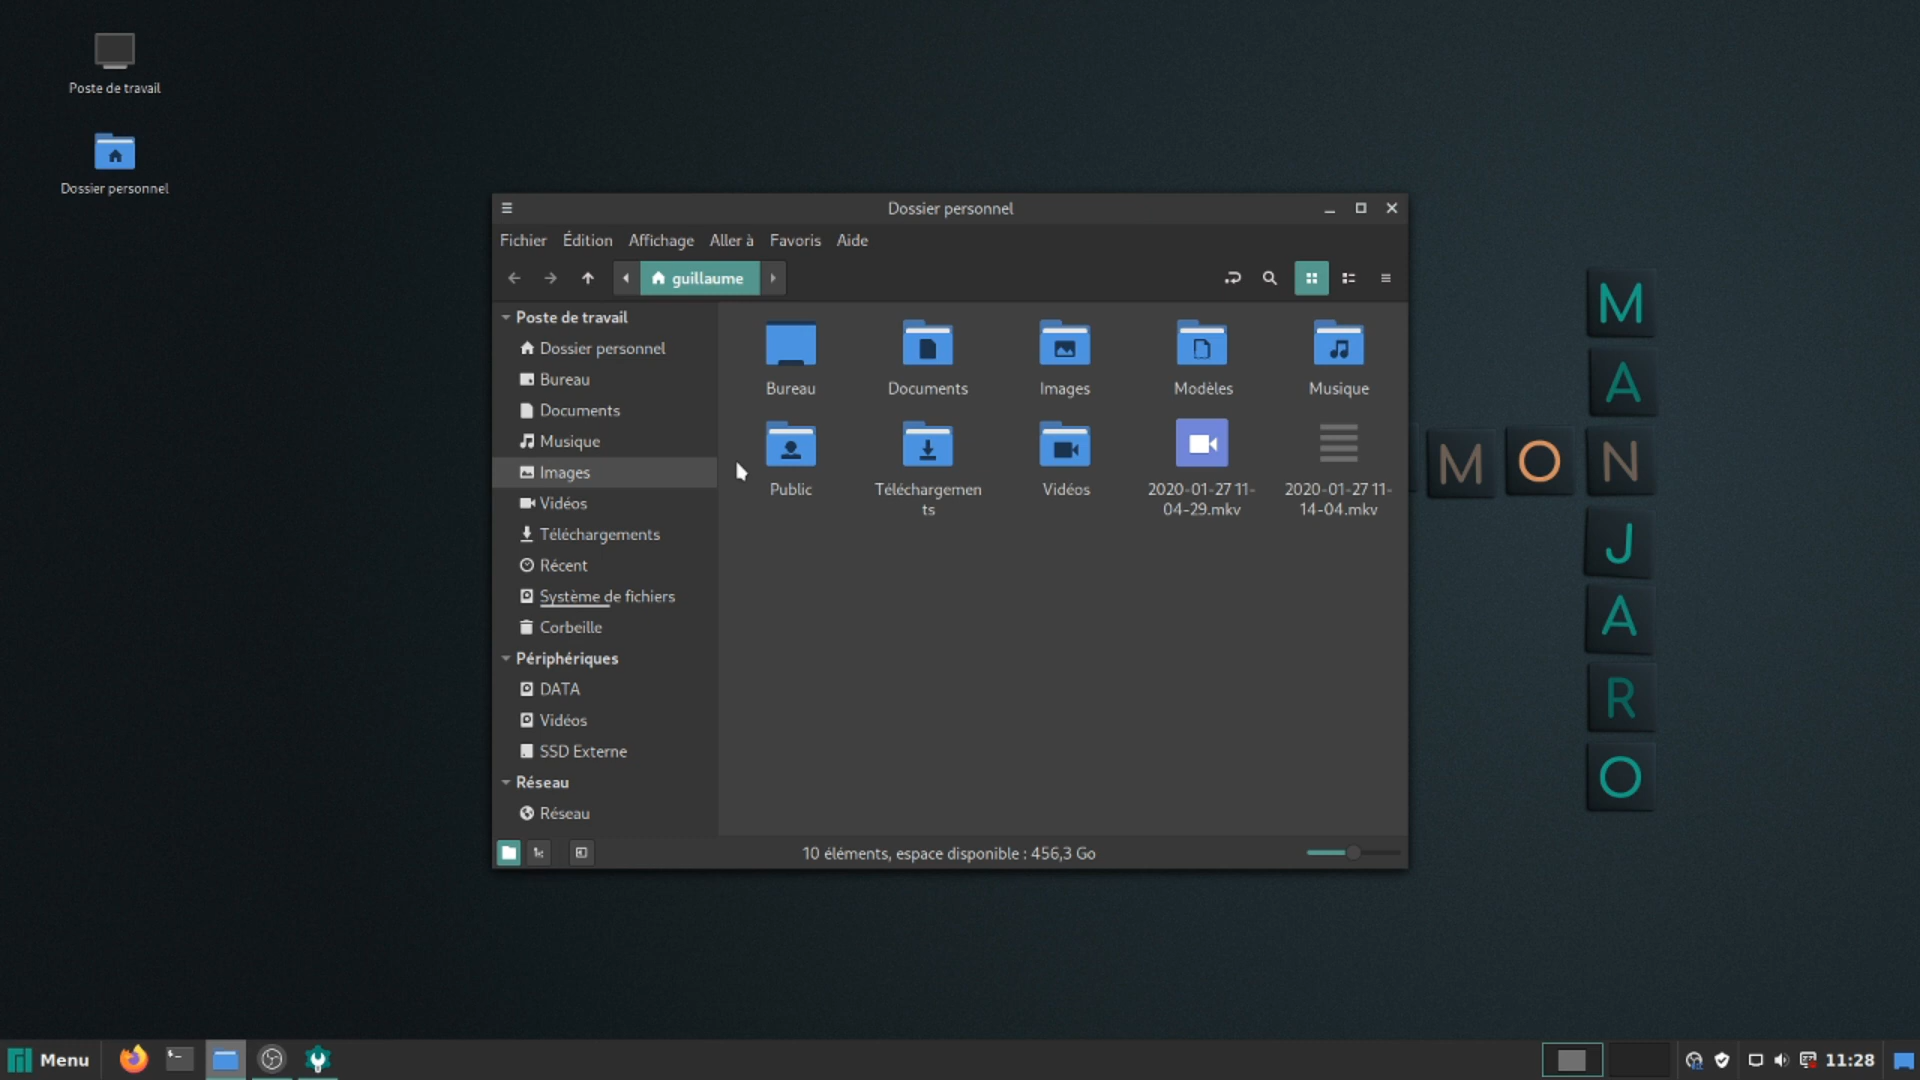 Poste de travail
Dossier personnel
Dossier personnel
Fichier Édition Affichage Aller à Favoris Aide
guillaume
Poste de travail
Dossier personnel
Bureau
Documents
Musique
Images
Vidéos
Téléchargements
Récent
Système de fichiers
Corbeille
Périphériques
DATA
Vidéos
SSD Externe
Réseau
Réseau
Bureau Documents Images Modèles Musique
Public Téléchargemen
ts
Vidéos
2020-01-27 11-
04-29.mkv
2020-01-27 11-
14-04.mkv
10 éléments, espace disponible : 456,3 Go
M
A
M O N
J
A
R
O
Menu
11:28